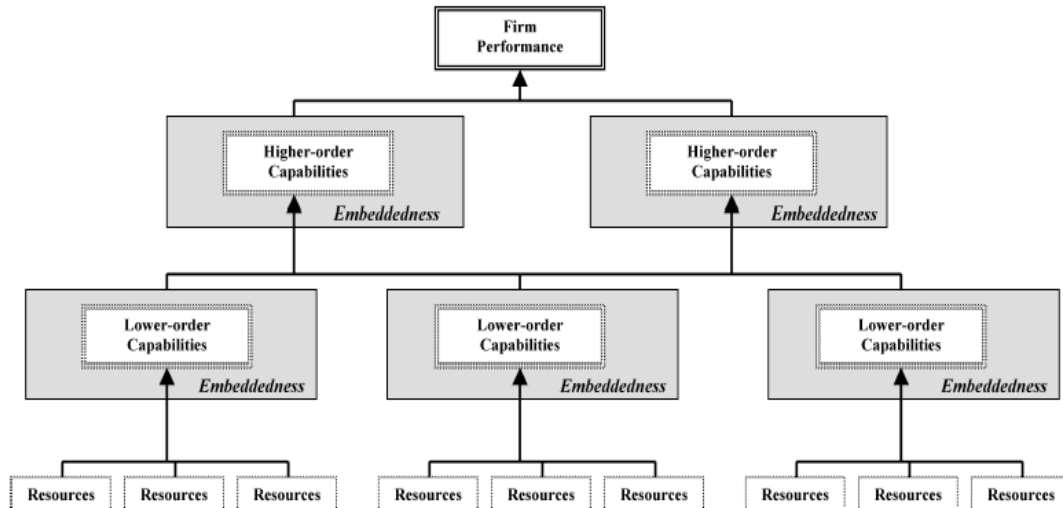 Firm
Performance
Higher-order
Capabilities
Embeddedness
Higher-order
Capabilities
Embeddedness
Lower-order
Capabilities
Embeddedness
Lower-order
Capabilities
Embeddedness
Lower-order
Capabilities
Embeddedness
Resources
Resources
Resources
Resources
Resources
Resources
Resources
Resources
Resources